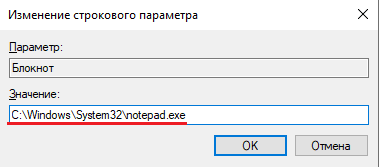 Изменение строкового параметра
Параметр:
Блокнот
Значение:
C:\Windows\System32\notepad.exe
OK
Отмена